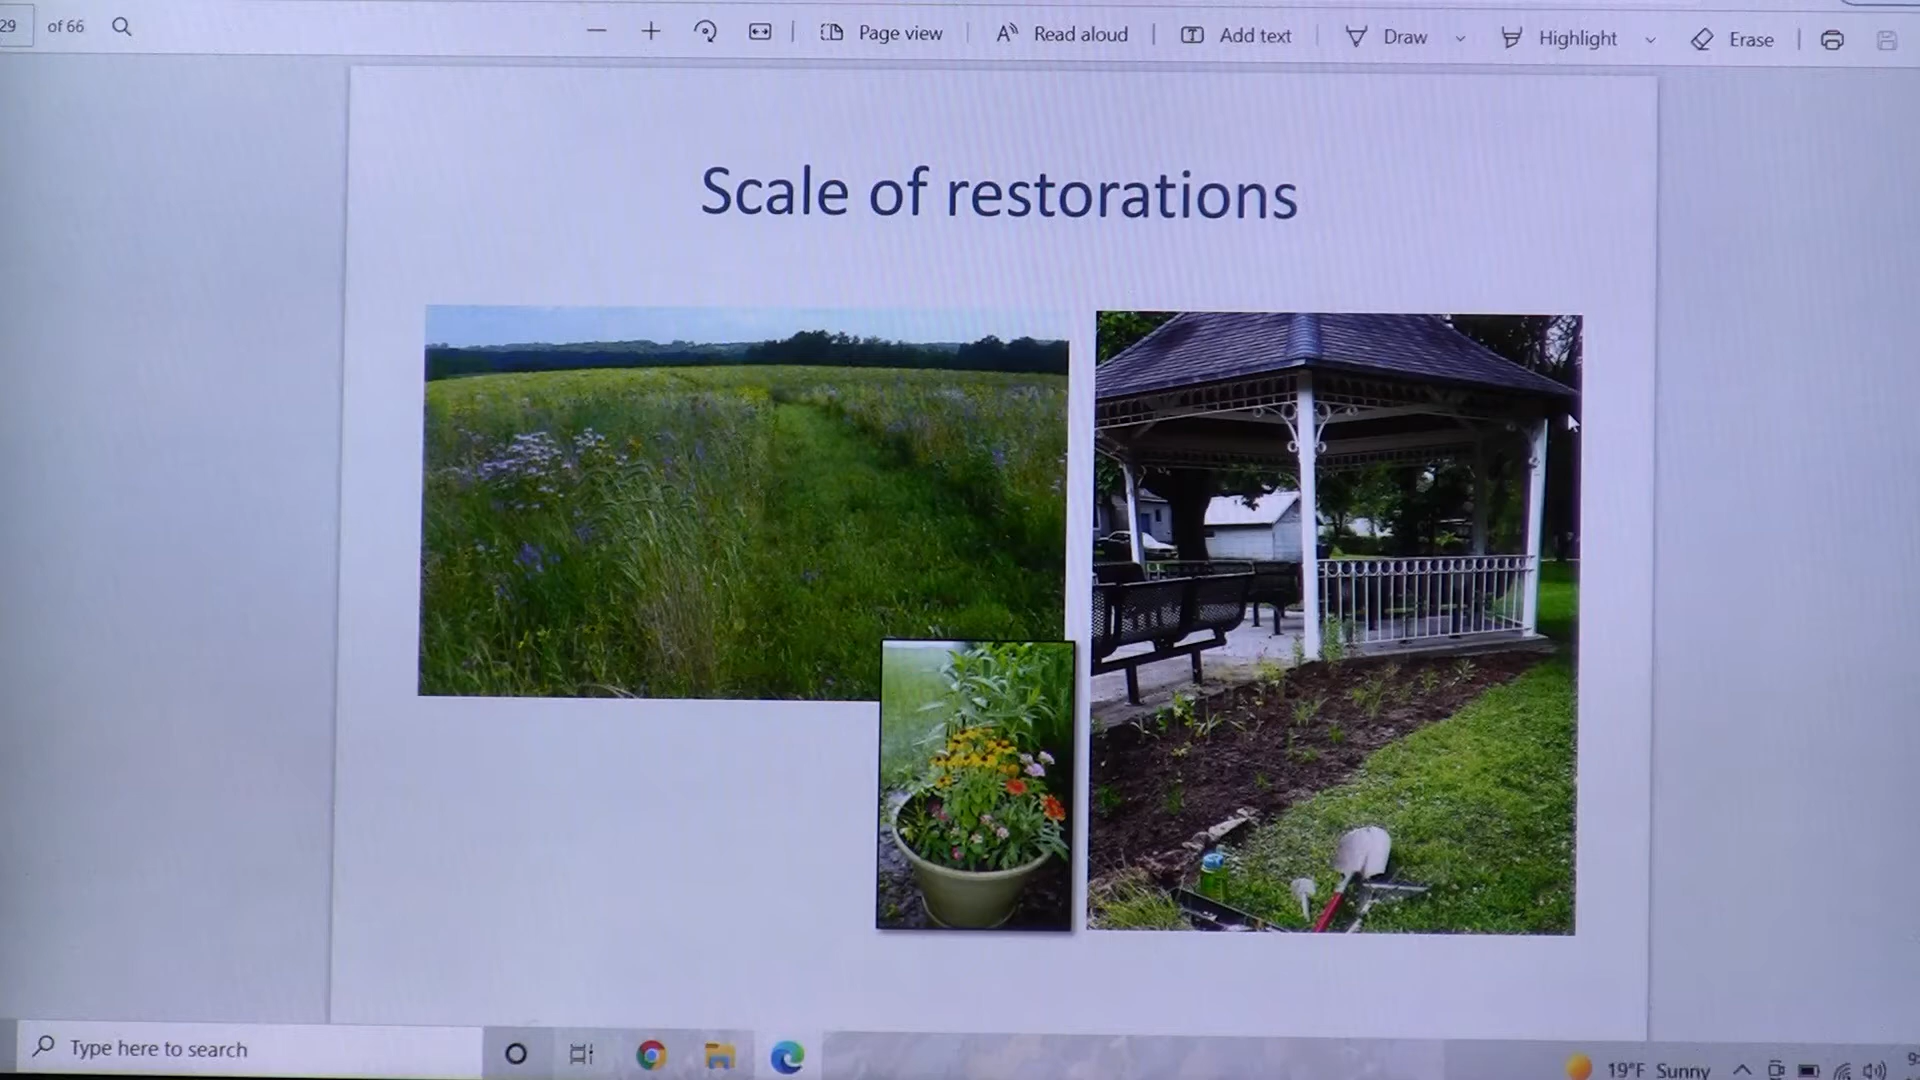 29 of 66
Page view
Read aloud
Add text
Draw
Highlight
Erase
Scale of restorations
Type here to search
19°F Sunny